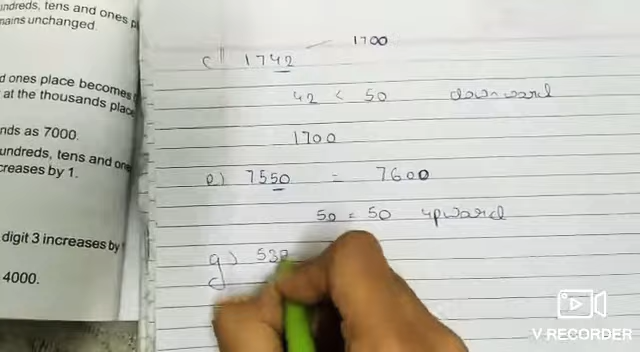 ndreds, tens and ones p
mains unchanged.
d ones place becomes
at the thousands place
nds as 7000.
undreds, tens and one
creases by 1.
digit 3 increases by
4000.
c) 1742 1700
42 < 50 downward
1700
e) 7550 = 7600
50 = 50 upward
g) 538
V RECORDER